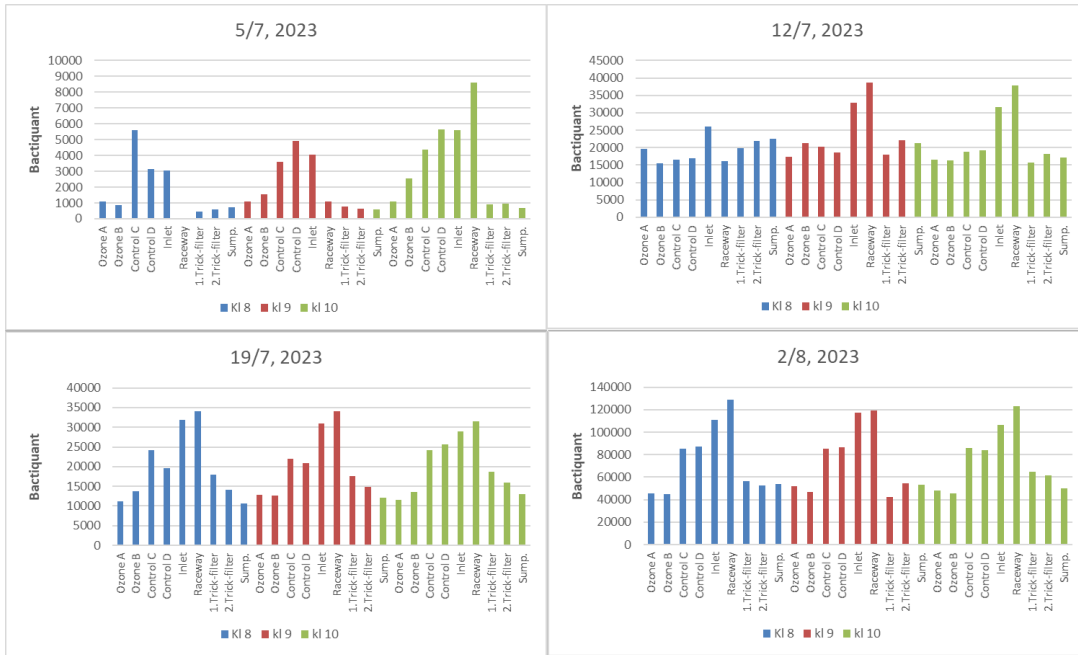 5/7, 2023
10000
9000
8000
7000
6000
5000
4000
3000
2000
1000
0
Bactiquant
Ozone A
Ozone B
Control C
Control D
Inlet
Raceway
1.Trick-filter
2.Trick-filter
Sump.
Ozone A
Ozone B
Control C
Control D
Inlet
Raceway
1.Trick-filter
2.Trick-filter
Sump.
Ozone A
Ozone B
Control C
Control D
Inlet
Raceway
1.Trick-filter
2.Trick-filter
Sump.
Kl 8 kl 9 kl 10
12/7, 2023
45000
40000
35000
30000
25000
20000
15000
10000
5000
0
Bactiquant
Ozone A
Ozone B
Control C
Control D
Inlet
Raceway
1.Trick-filter
2.Trick-filter
Sump.
Ozone A
Ozone B
Control C
Control D
Inlet
Raceway
1.Trick-filter
2.Trick-filter
Sump.
Ozone A
Ozone B
Control C
Control D
Inlet
Raceway
1.Trick-filter
2.Trick-filter
Sump.
Kl 8 kl 9 kl 10
19/7, 2023
40000
35000
30000
25000
20000
15000
10000
5000
0
Bactiquant
Ozone A
Ozone B
Control C
Control D
Inlet
Raceway
1.Trick-filter
2.Trick-filter
Sump.
Ozone A
Ozone B
Control C
Control D
Inlet
Raceway
1.Trick-filter
2.Trick-filter
Sump.
Ozone A
Ozone B
Control C
Control D
Inlet
Raceway
1.Trick-filter
2.Trick-filter
Sump.
Kl 8 kl 9 kl 10
2/8, 2023
140000
120000
100000
80000
60000
40000
20000
0
Bactiquant
Ozone A
Ozone B
Control C
Control D
Inlet
Raceway
1.Trick-filter
2.Trick-filter
Sump.
Ozone A
Ozone B
Control C
Control D
Inlet
Raceway
1.Trick-filter
2.Trick-filter
Sump.
Ozone A
Ozone B
Control C
Control D
Inlet
Raceway
1.Trick-filter
2.Trick-filter
Sump.
Kl 8 kl 9 kl 10